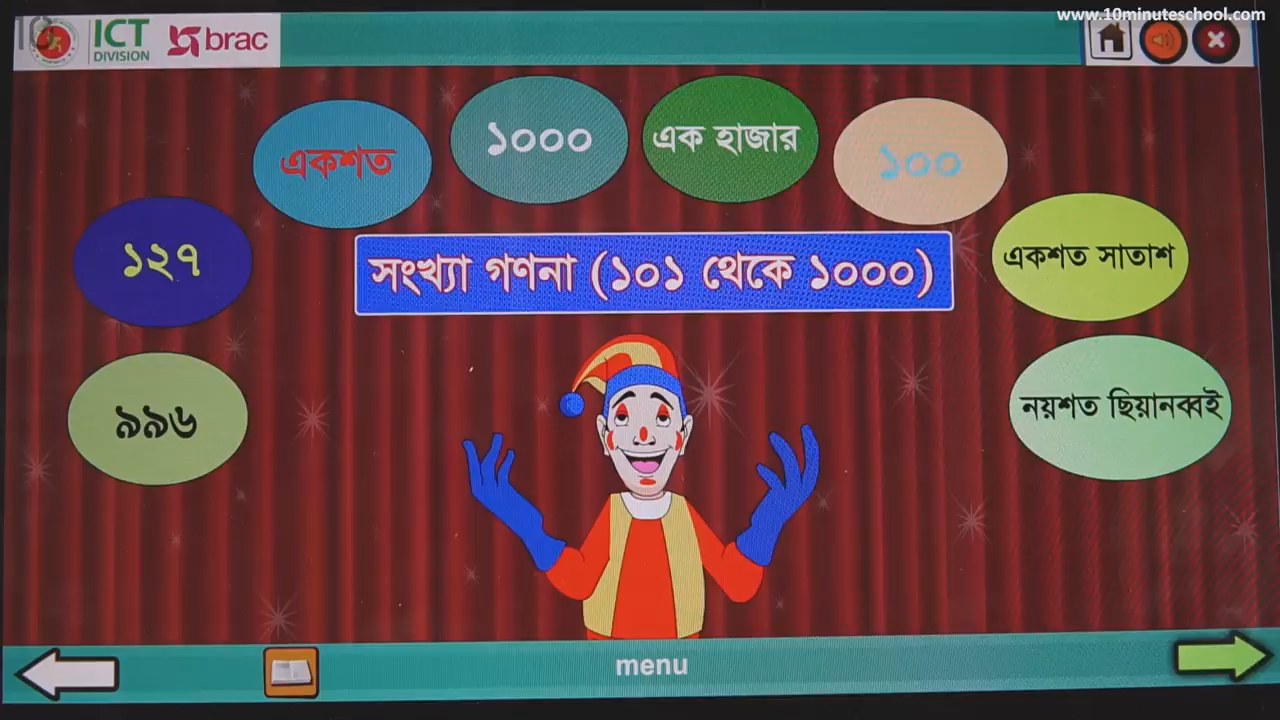 www.10minuteschool.com
10
ICT
DIVISION
brac
একশত
১০০০
এক হাজার
১০০
১২৭
সংখ্যা গণনা (১০১ থেকে ১০০০)
একশত সাতাশ
৯৯৬
নয়শত ছিয়ানব্বই
menu